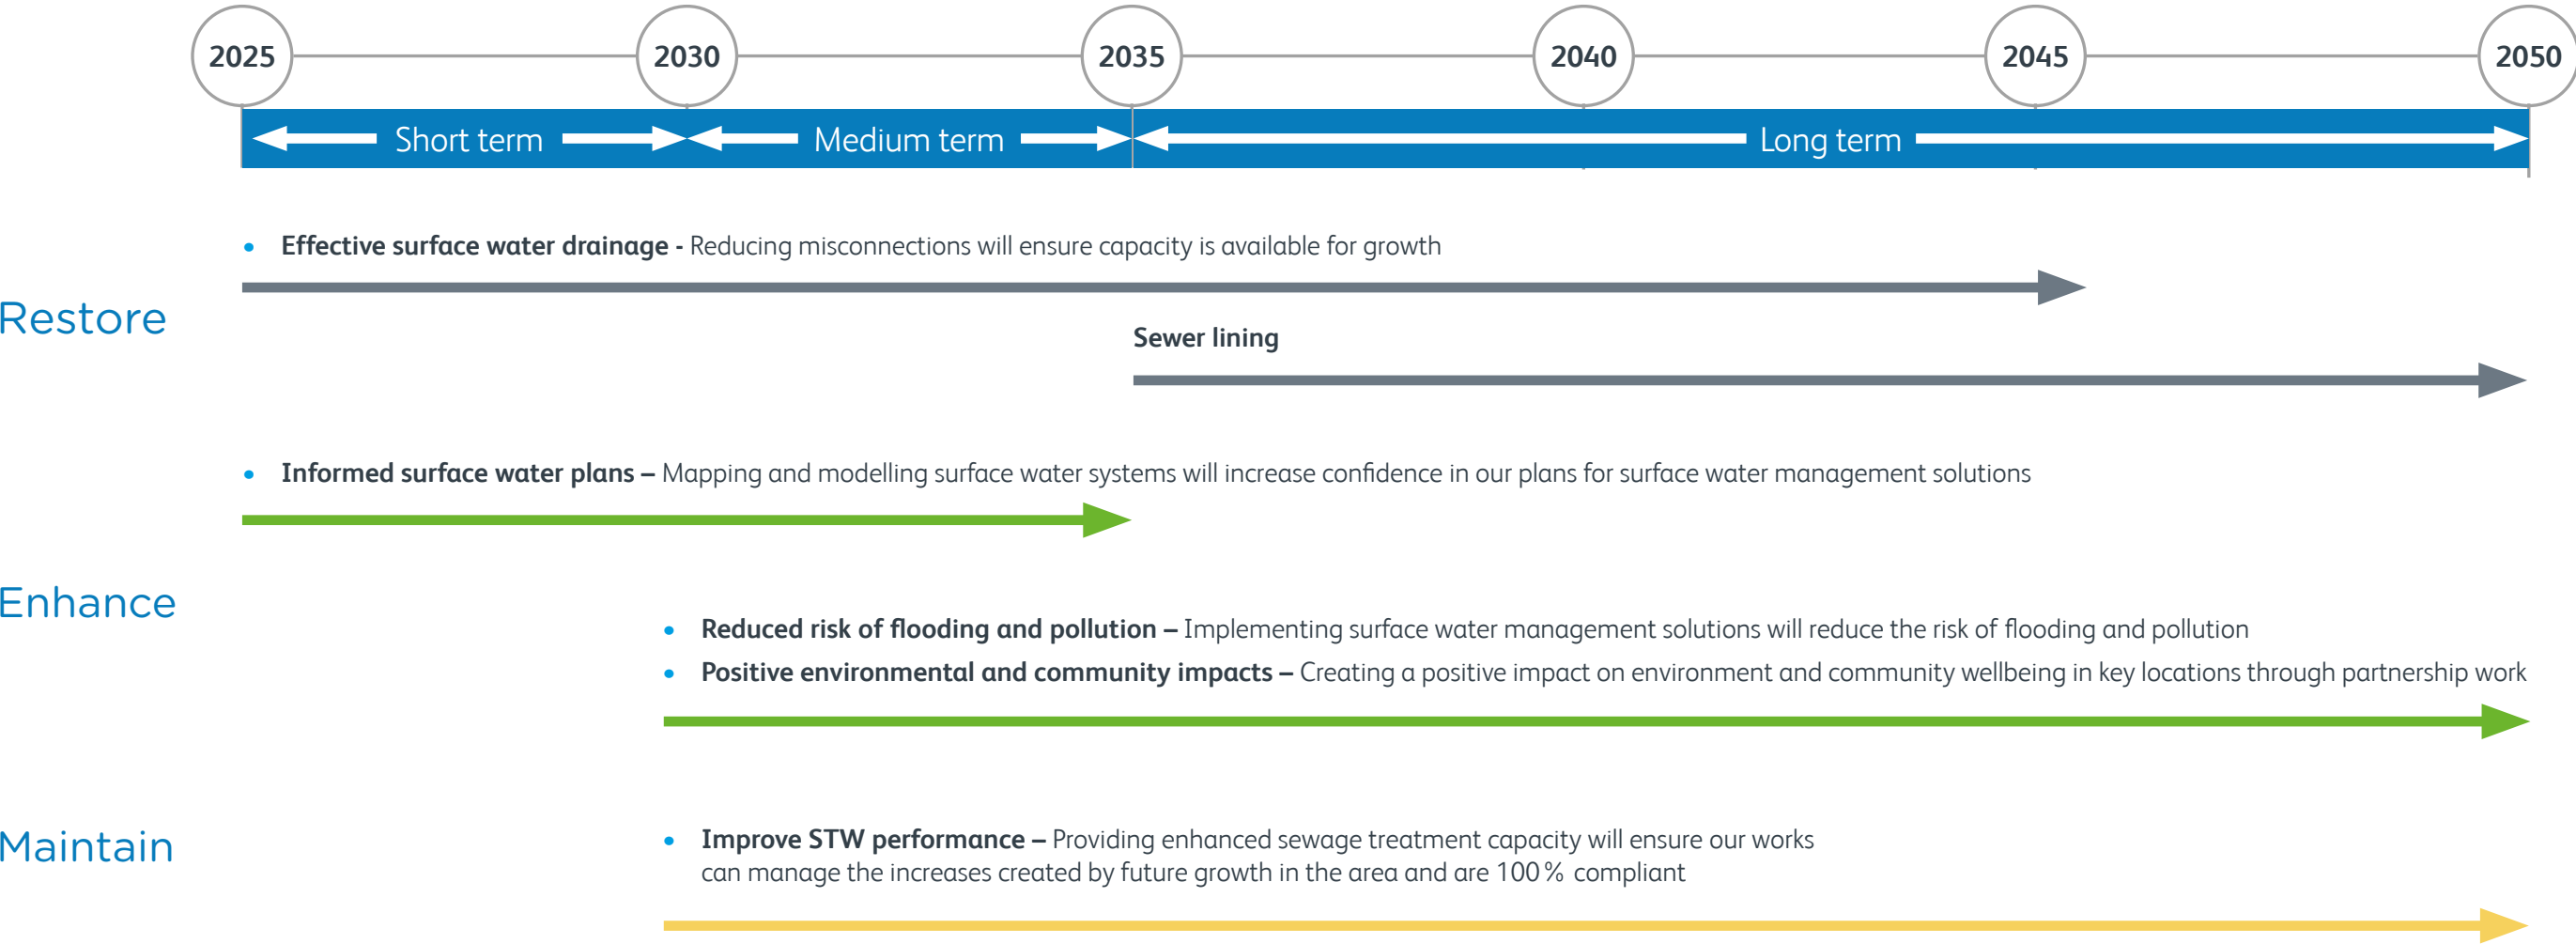 2025 2030 2035 2040 2045 2050
Short term Medium term Long term
• Effective surface water drainage - Reducing misconnections will ensure capacity is available for growth
Restore
Sewer lining
• Informed surface water plans – Mapping and modelling surface water systems will increase confidence in our plans for surface water management solutions
Enhance
• Reduced risk of flooding and pollution – Implementing surface water management solutions will reduce the risk of flooding and pollution
• Positive environmental and community impacts – Creating a positive impact on environment and community wellbeing in key locations through partnership work
Maintain
• Improve STW performance – Providing enhanced sewage treatment capacity will ensure our works
can manage the increases created by future growth in the area and are 100% compliant